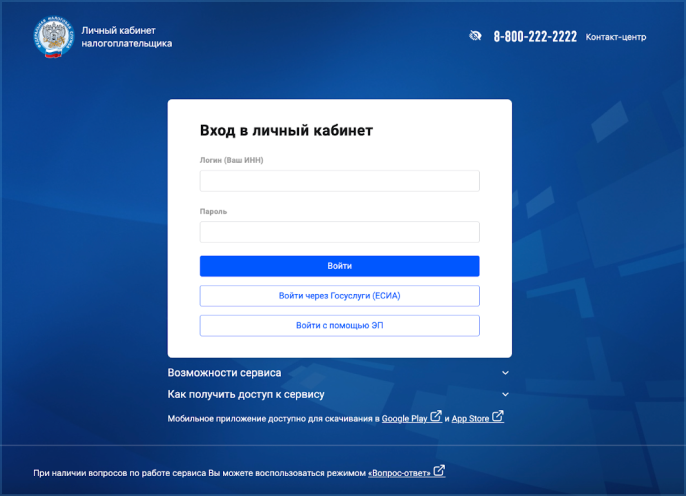 Личный кабинет
налогоплательщика
8-800-222-2222 Контакт-центр
Вход в личный кабинет
Логин (Ваш ИНН)
Пароль
Войти
Войти через Госуслуги (ЕСИА)
Войти с помощью ЭП
Возможности сервиса
Как получить доступ к сервису
Мобильное приложение доступно для скачивания в Google Play и App Store
При наличии вопросов по работе сервиса Вы можете воспользоваться режимом «Вопрос-ответ»